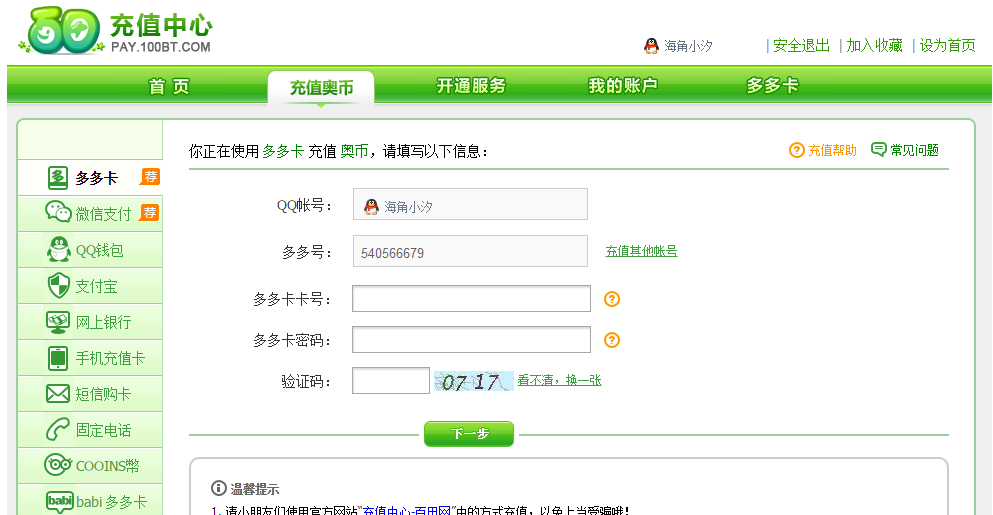 充值中心
PAY.100BT.COM
海角小汐 |安全退出 |加入收藏 |设为首页
首 页 充值奥币 开通服务 我的账户 多多卡
你正在使用 多多卡 充值 奥币，请填写以下信息：
充值帮助 常见问题
多多卡 荐
微信支付 荐
QQ钱包
支付宝
网上银行
手机充值卡
短信购卡
固定电话
COOINS幣
babi 多多卡
QQ帐号： 海角小汐
多多号： 540566679 充值其他帐号
多多卡卡号：
多多卡密码：
验证码： 0717 看不清，换一张
下一步
温馨提示
1. 请小朋友们使用官方网站"充值中心-百田网"中的方式充值，以免上当受骗哦！